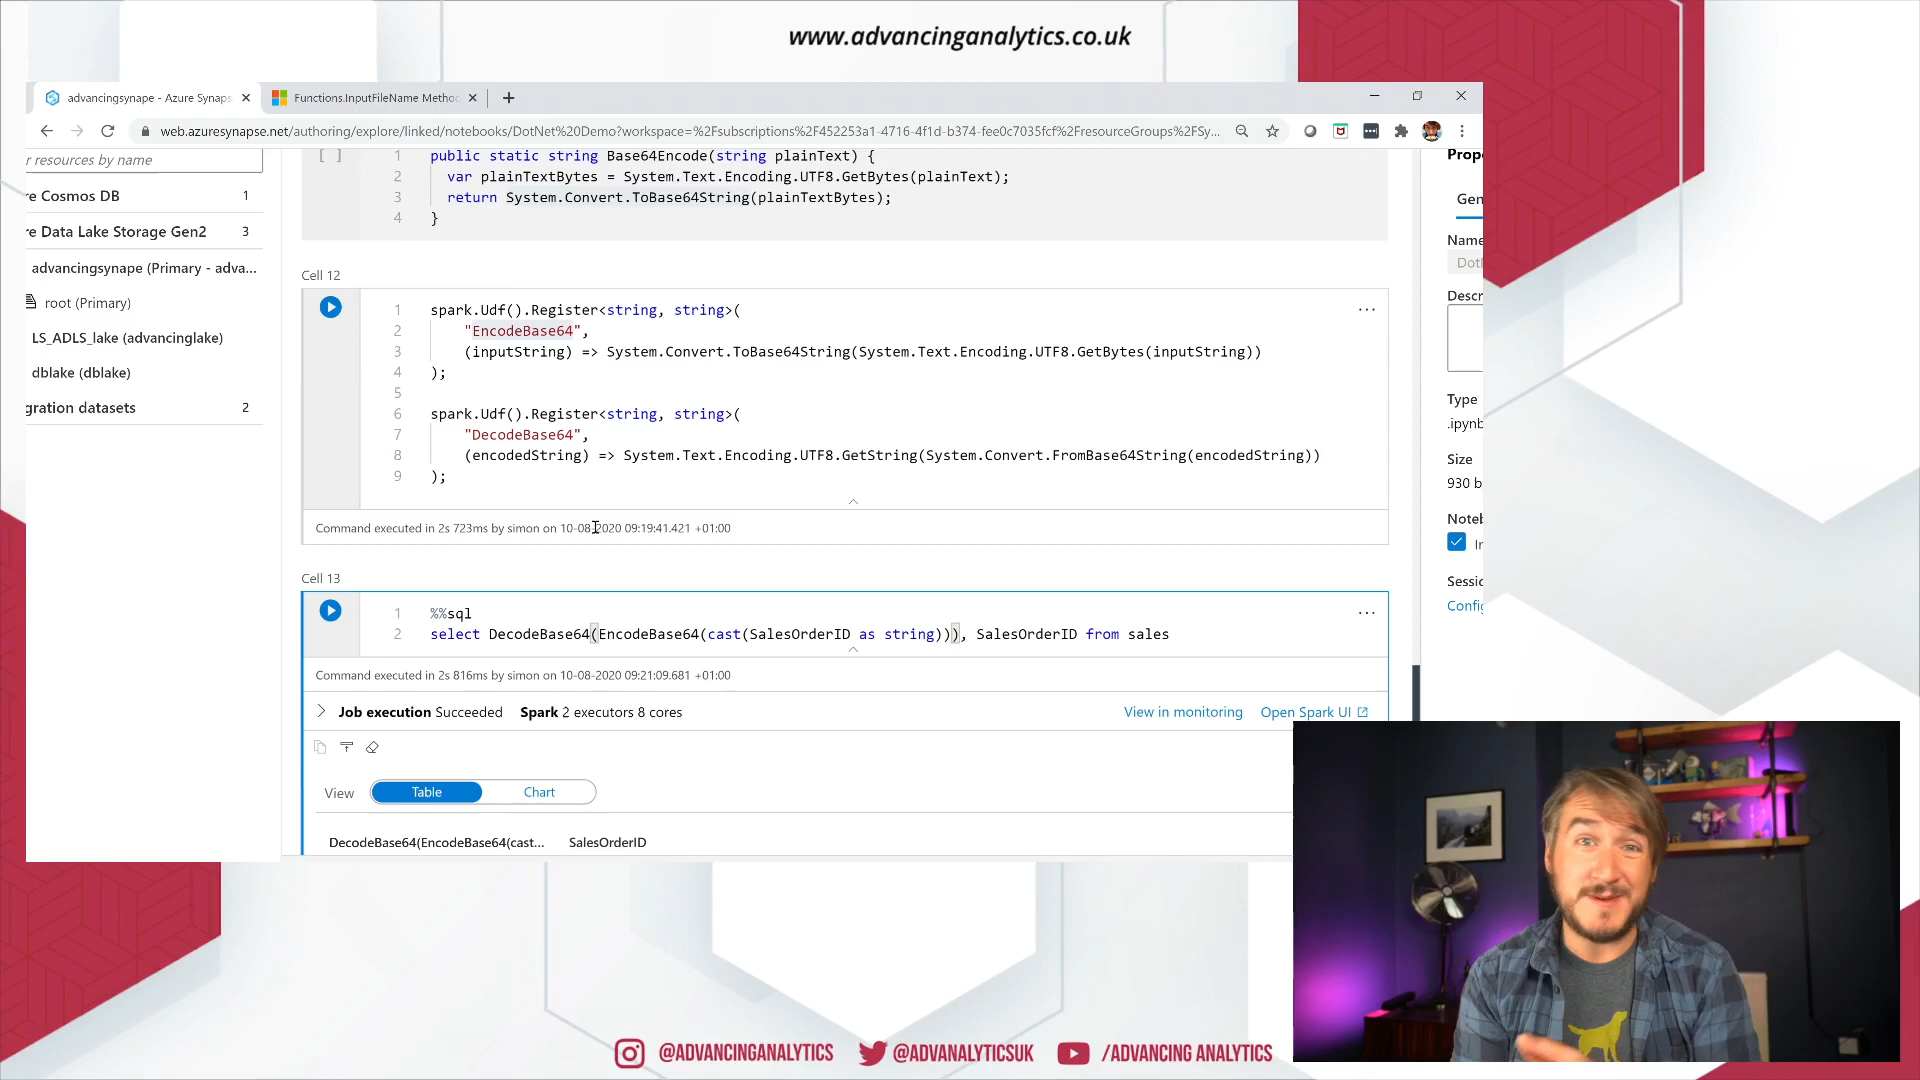 www.advancinganalytics.co.uk
advancingsynape - Azure Synaps
Functions.InputFileName Metho
web.azuresynapse.net/authoring/explore/linked/notebooks/DotNet%20Demo?workspace=%2Fsubscriptions%2F452253a1-4716-4f1d-b374-fee0c7035fcf%2FresourceGroups%2FSy...
r resources by name
re Cosmos DB 1
re Data Lake Storage Gen2 3
advancingsynape (Primary - adva...
root (Primary)
LS_ADLS_lake (advancinglake)
dblake (dblake)
gration datasets 2
[ ]
1 public static string Base64Encode(string plainText) {
2 var plainTextBytes = System.Text.Encoding.UTF8.GetBytes(plainText);
3 return System.Convert.ToBase64String(plainTextBytes);
4 }
Cell 12
1 spark.Udf().Register<string, string>(
2 "EncodeBase64",
3 (inputString) => System.Convert.ToBase64String(System.Text.Encoding.UTF8.GetBytes(inputString))
4 );
5
6 spark.Udf().Register<string, string>(
7 "DecodeBase64",
8 (encodedString) => System.Text.Encoding.UTF8.GetString(System.Convert.FromBase64String(encodedString))
9 );
Command executed in 2s 723ms by simon on 10-08-2020 09:19:41.421 +01:00
Cell 13
1 %%sql
2 select DecodeBase64(EncodeBase64(cast(SalesOrderID as string))), SalesOrderID from sales
Command executed in 2s 816ms by simon on 10-08-2020 09:21:09.681 +01:00
Job execution Succeeded Spark 2 executors 8 cores
View in monitoring Open Spark UI
View Table Chart
DecodeBase64(EncodeBase64(cast... SalesOrderID
Prop
Gen
Name
Dotl
Descr
Type
.ipynb
Size
930 b
Noteb
In
Sessio
Config
@ADVANCINGANALYTICS
@ADVANALYTICSUK
/ADVANCING ANALYTICS